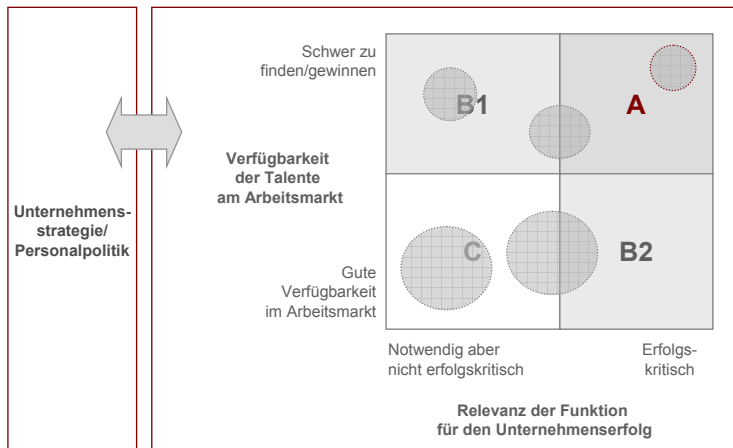 Unternehmens-
strategie/
Personalpolitik
Schwer zu
finden/gewinnen
Verfügbarkeit
der Talente
am Arbeitsmarkt
Gute
Verfügbarkeit
im Arbeitsmarkt
B1
A
C
B2
Notwendig aber
nicht erfolgskritisch
Erfolgs-
kritisch
Relevanz der Funktion
für den Unternehmenserfolg